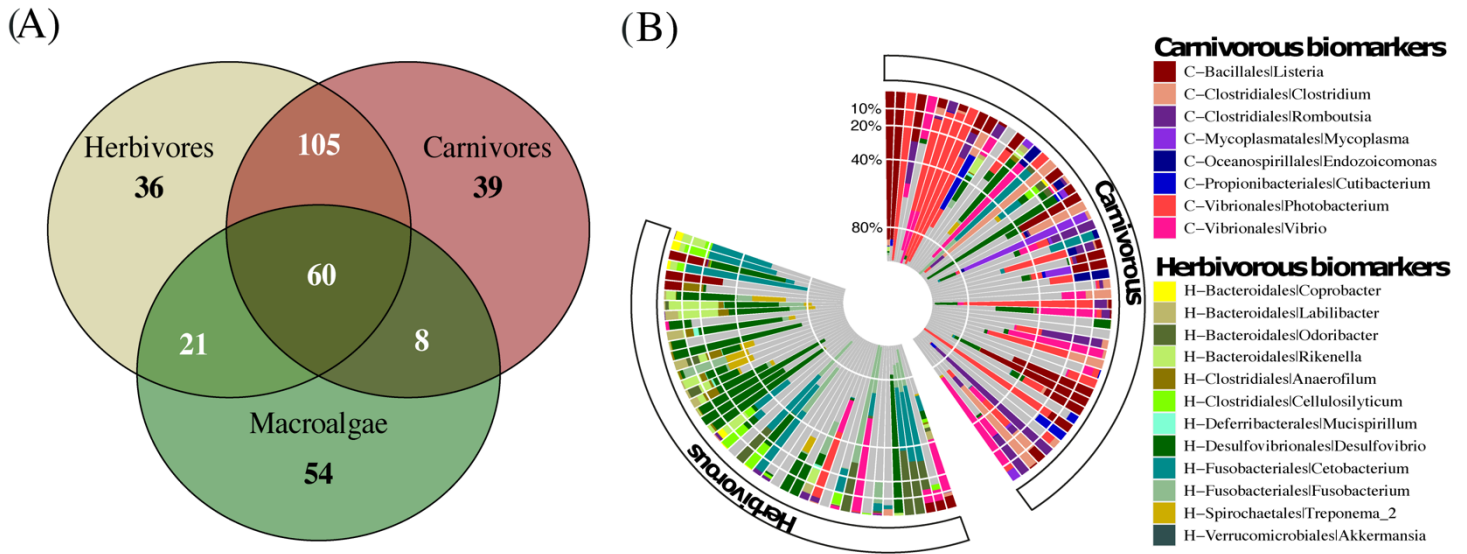 (A)
Herbivores
36
105
Carnivores
39
60
21
8
Macroalgae
54
(B)
10%
20%
40%
80%
Carnivorous
Herbivorous
Carnivorous biomarkers
C-Bacillales|Listeria
C-Clostridiales|Clostridium
C-Clostridiales|Romboutsia
C-Mycoplasmatales|Mycoplasma
C-Oceanospirillales|Endozoicomonas
C-Propionibacteriales|Cutibacterium
C-Vibrionales|Photobacterium
C-Vibrionales|Vibrio
Herbivorous biomarkers
H-Bacteroidales|Coprobacter
H-Bacteroidales|Labilibacter
H-Bacteroidales|Odoribacter
H-Bacteroidales|Rikenella
H-Clostridiales|Anaerofilum
H-Clostridiales|Cellulosilyticum
H-Deferribacterales|Mucispirillum
H-Desulfovibrionales|Desulfovibrio
H-Fusobacteriales|Cetobacterium
H-Fusobacteriales|Fusobacterium
H-Spirochaetales|Treponema_2
H-Verrucomicrobiales|Akkermansia